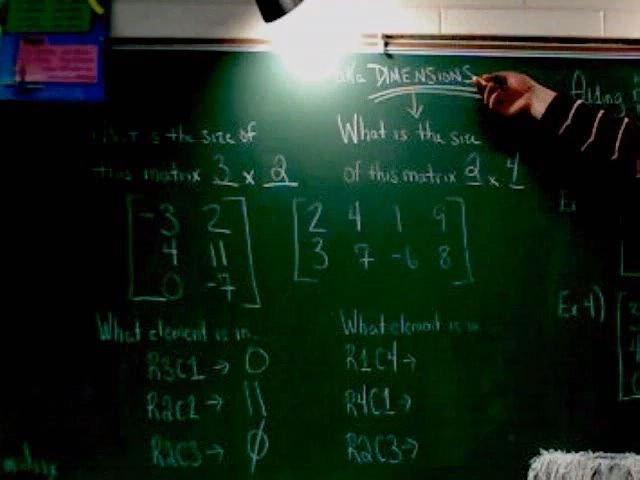 aka DIMENSIONS
What is the size of
this matrix 3 x 2
[-3 2
4 11
0 -7]
What element is in
R3C1 → 0
R2C2 → 11
R2C3 → ∅
What is the size
of this matrix 2 x 4
[2 4 1 9
3 7 -6 8]
What element is in
R1C4→
R4C1→
R2C3→
Adding
Ex 4)